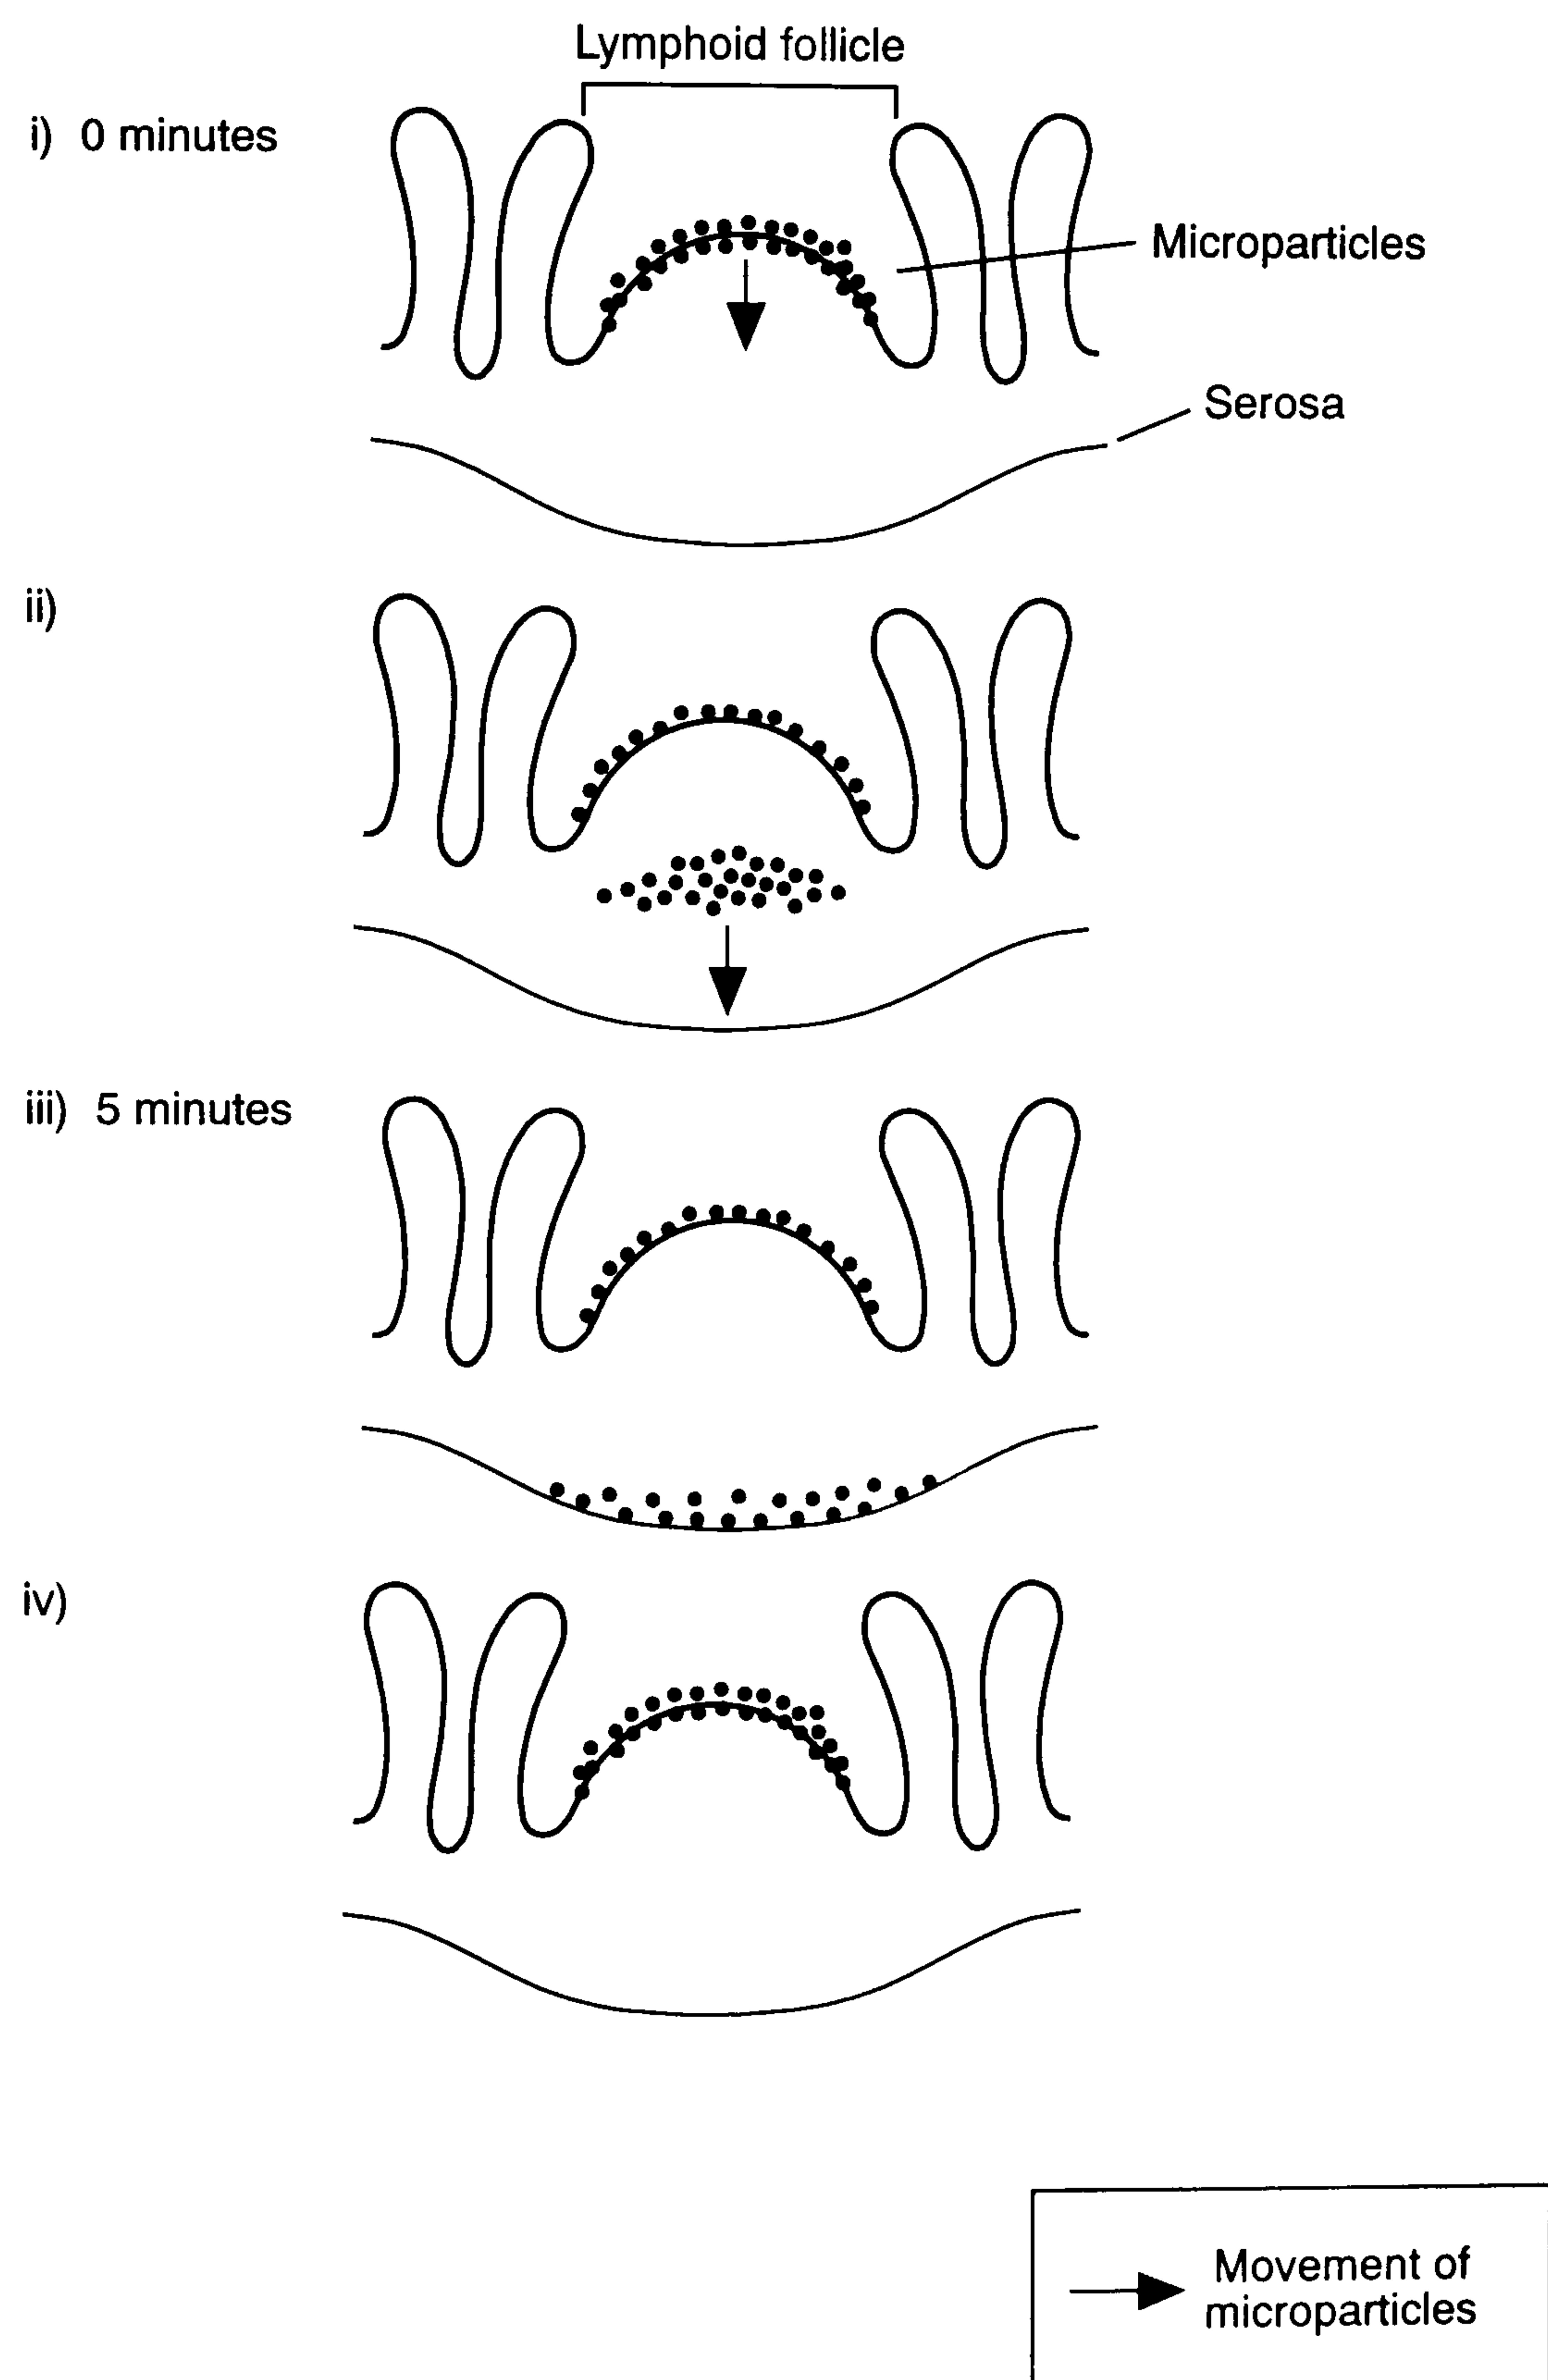 Lymphoid follicle
i) 0 minutes
Microparticles
Serosa
ii)
iii) 5 minutes
iv)
Movement of
microparticles